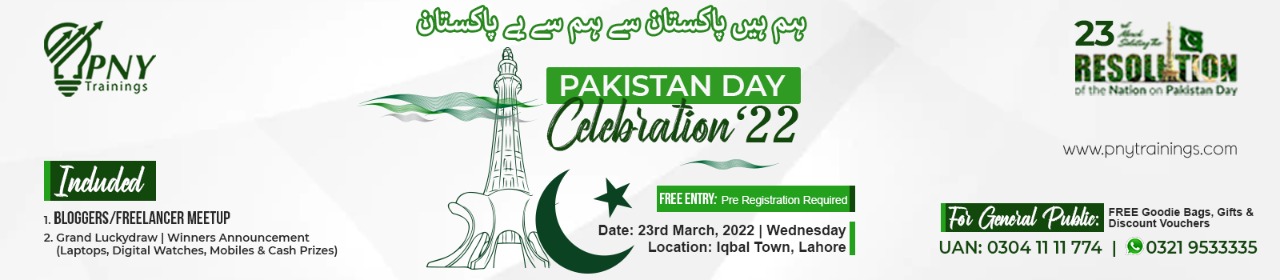 ہم ہیں پاکستان سے ہم سے ہے پاکستان
PNY
Trainings
PAKISTAN DAY
Celebration '22
23rd
March Saluting the
RESOLUTION
of the Nation on Pakistan Day
www.pnytrainings.com
Included
1. BLOGGERS/FREELANCER MEETUP
2. Grand Luckydraw | Winners Announcement
(Laptops, Digital Watches, Mobiles & Cash Prizes)
FREE ENTRY: Pre Registration Required
Date: 23rd March, 2022 | Wednesday
Location: Iqbal Town, Lahore
For General Public: FREE Goodie Bags, Gifts &
Discount Vouchers
UAN: 0304 11 11 774 | 0321 9533335